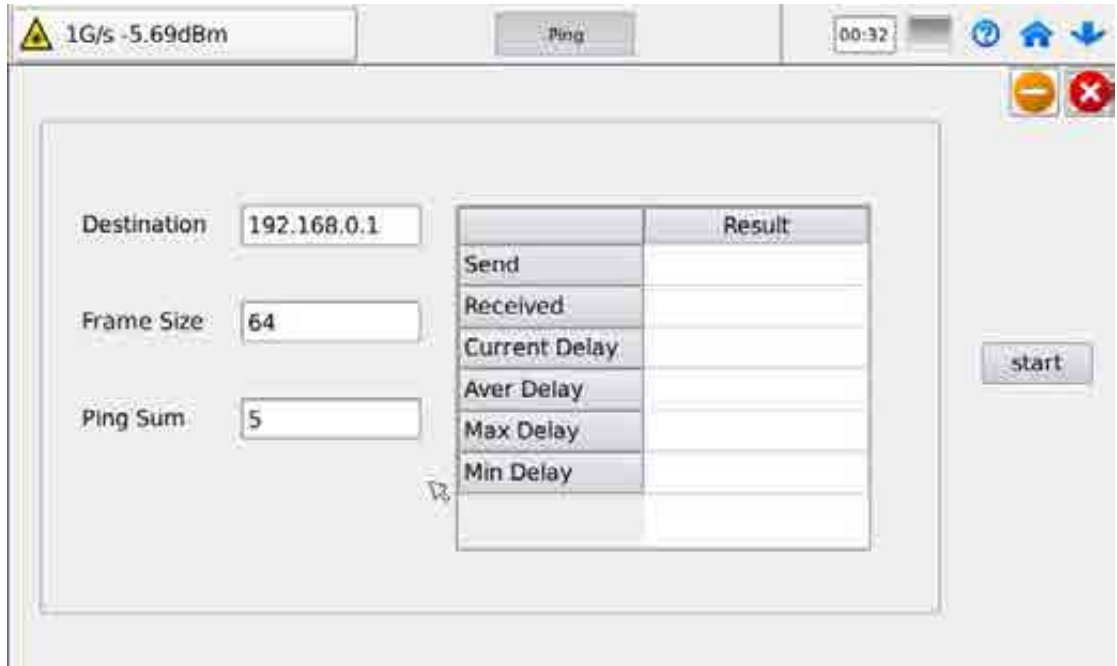 1G/s -5.69dBm
Ping
00:32
Destination 192.168.0.1
Frame Size 64
Ping Sum 5
Result
Send
Received
Current Delay
Aver Delay
Max Delay
Min Delay
start